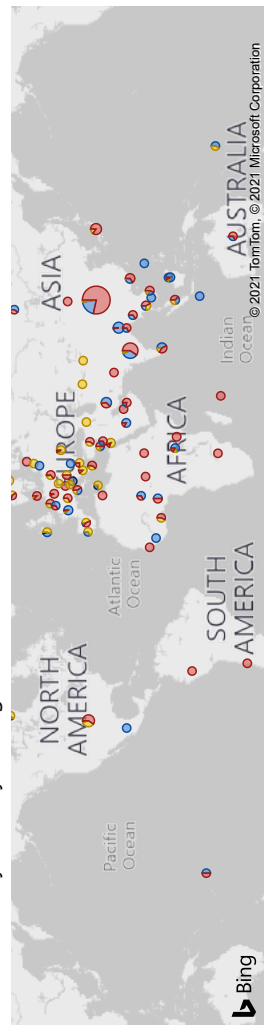 NORTH
AMERICA
EUROPE
ASIA
Pacific
Ocean
Atlantic
Ocean
AFRICA
SOUTH
AMERICA
Indian
Ocean
AUSTRALIA
Bing
© 2021 TomTom, © 2021 Microsoft Corporation